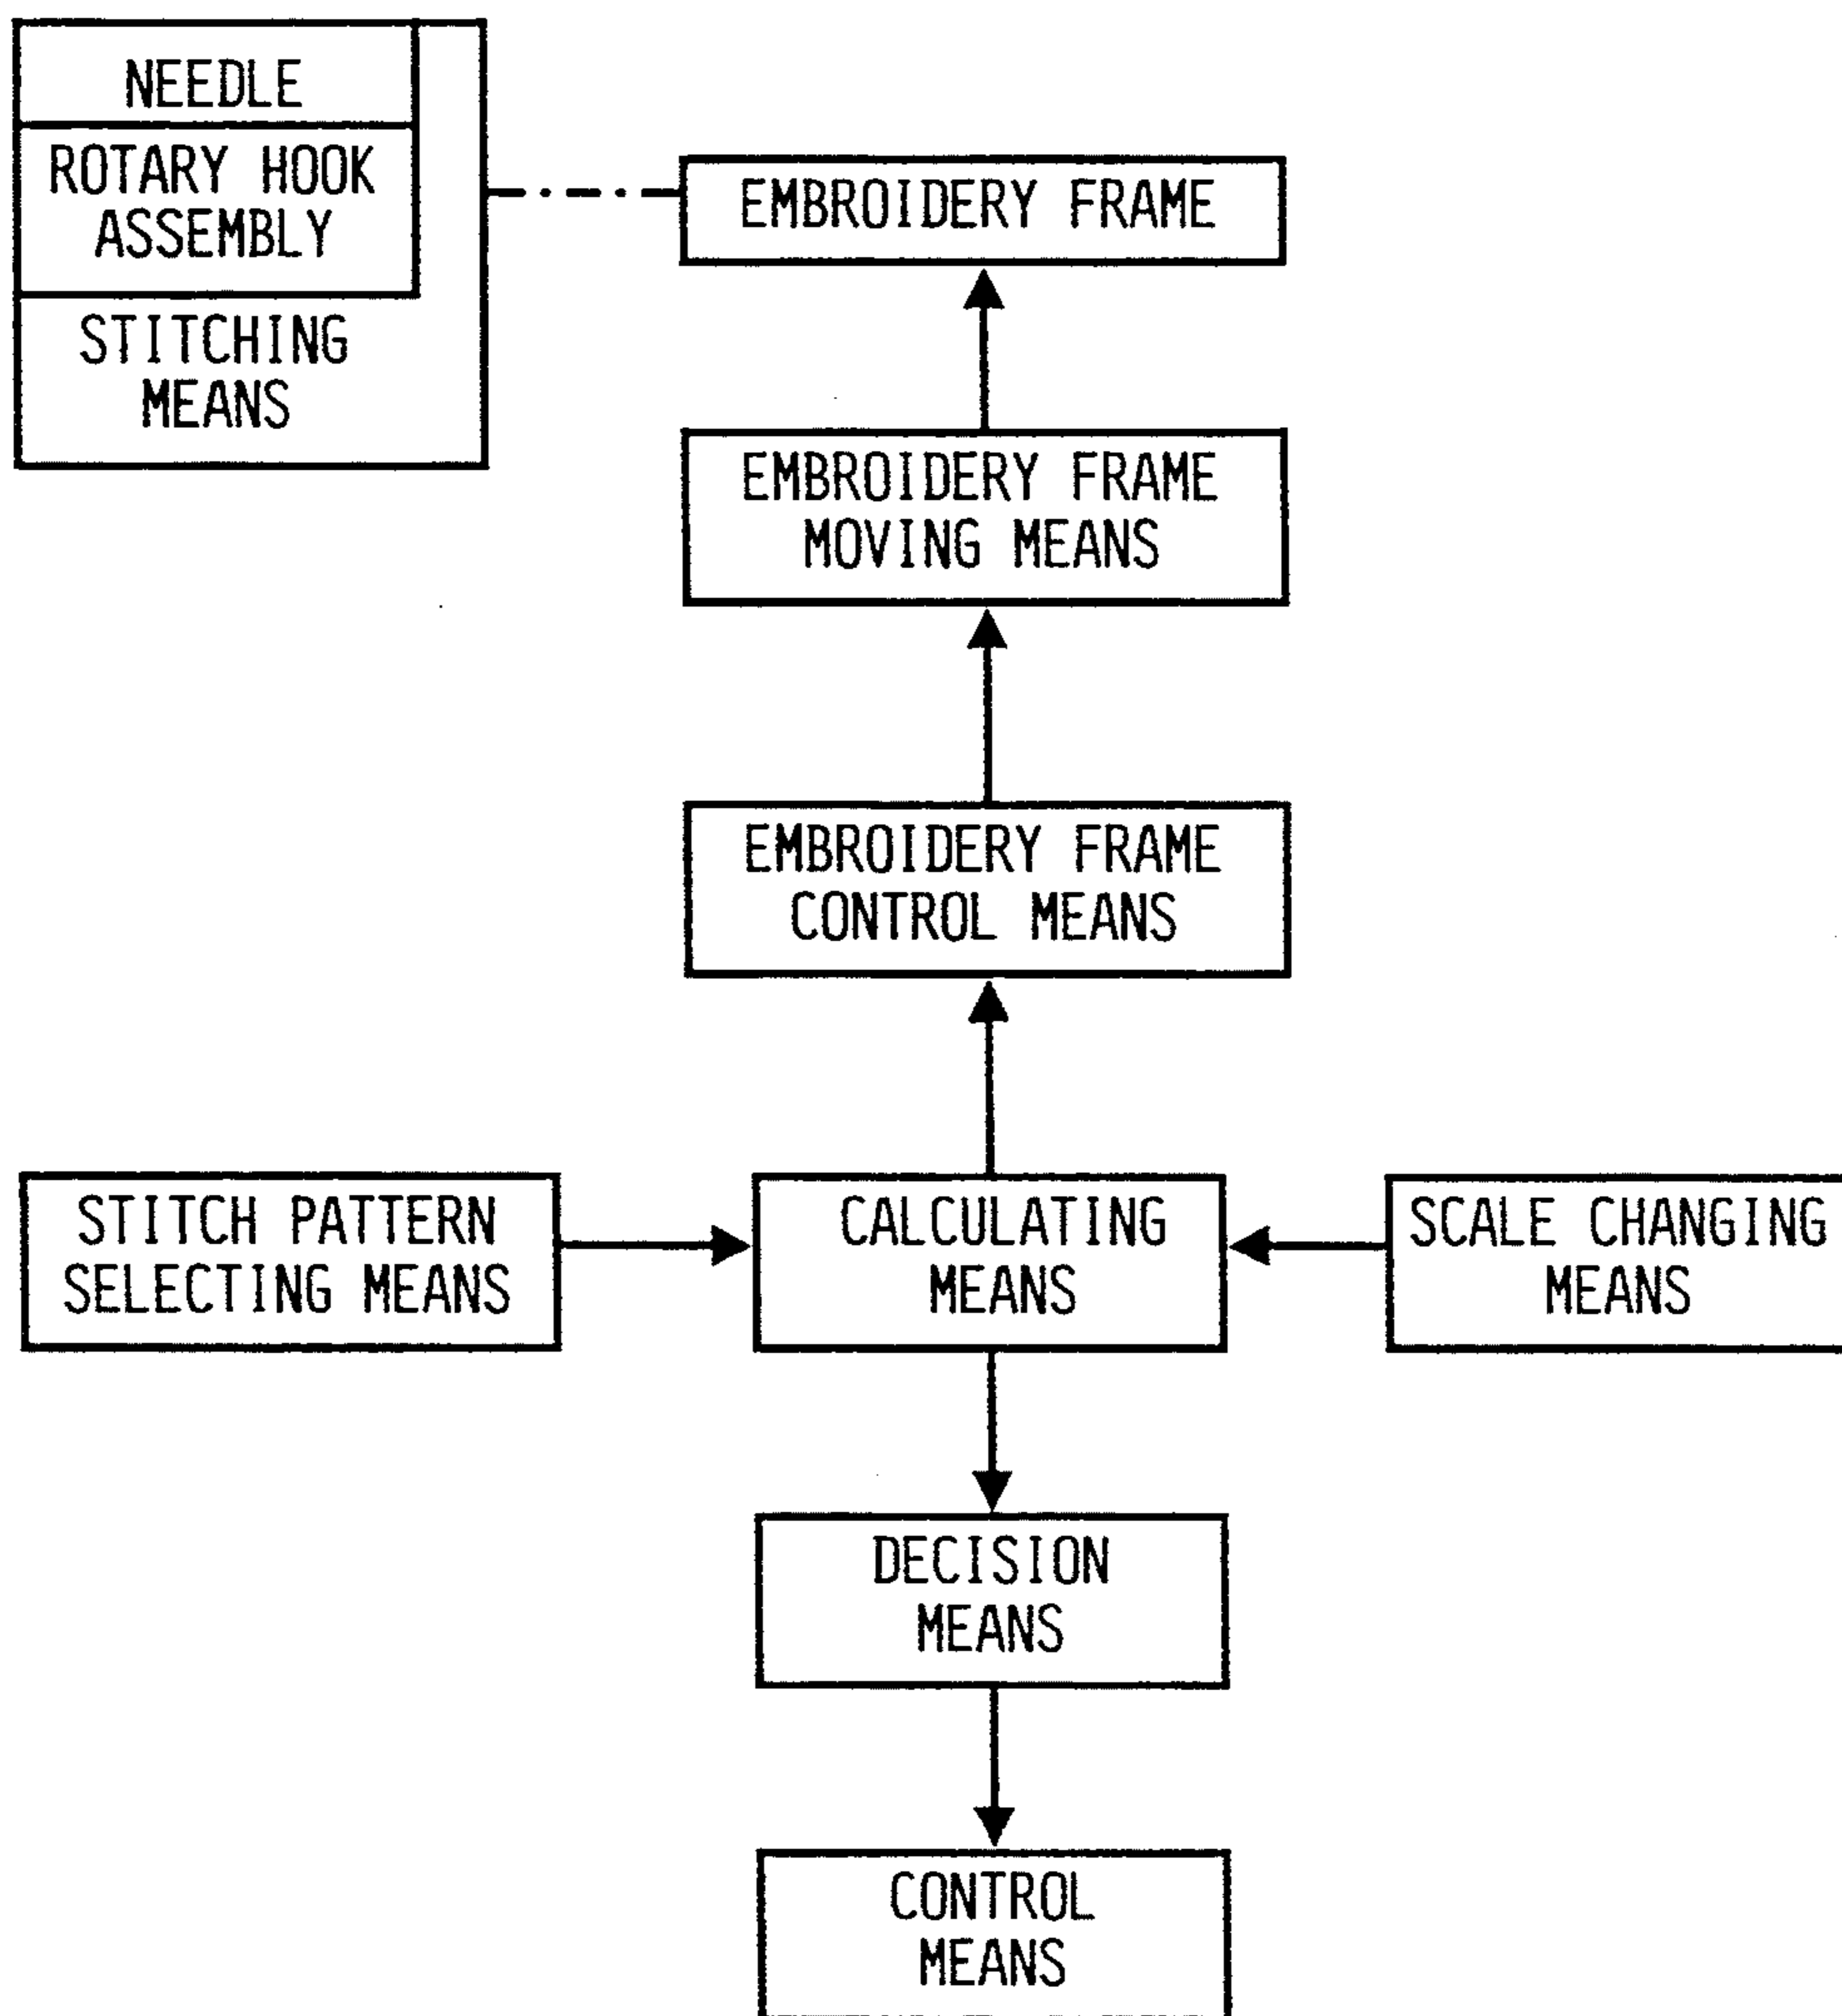 NEEDLE
ROTARY HOOK
ASSEMBLY
STITCHING
MEANS
EMBROIDERY FRAME
EMBROIDERY FRAME
MOVING MEANS
EMBROIDERY FRAME
CONTROL MEANS
STITCH PATTERN
SELECTING MEANS
CALCULATING
MEANS
SCALE CHANGING
MEANS
DECISION
MEANS
CONTROL
MEANS